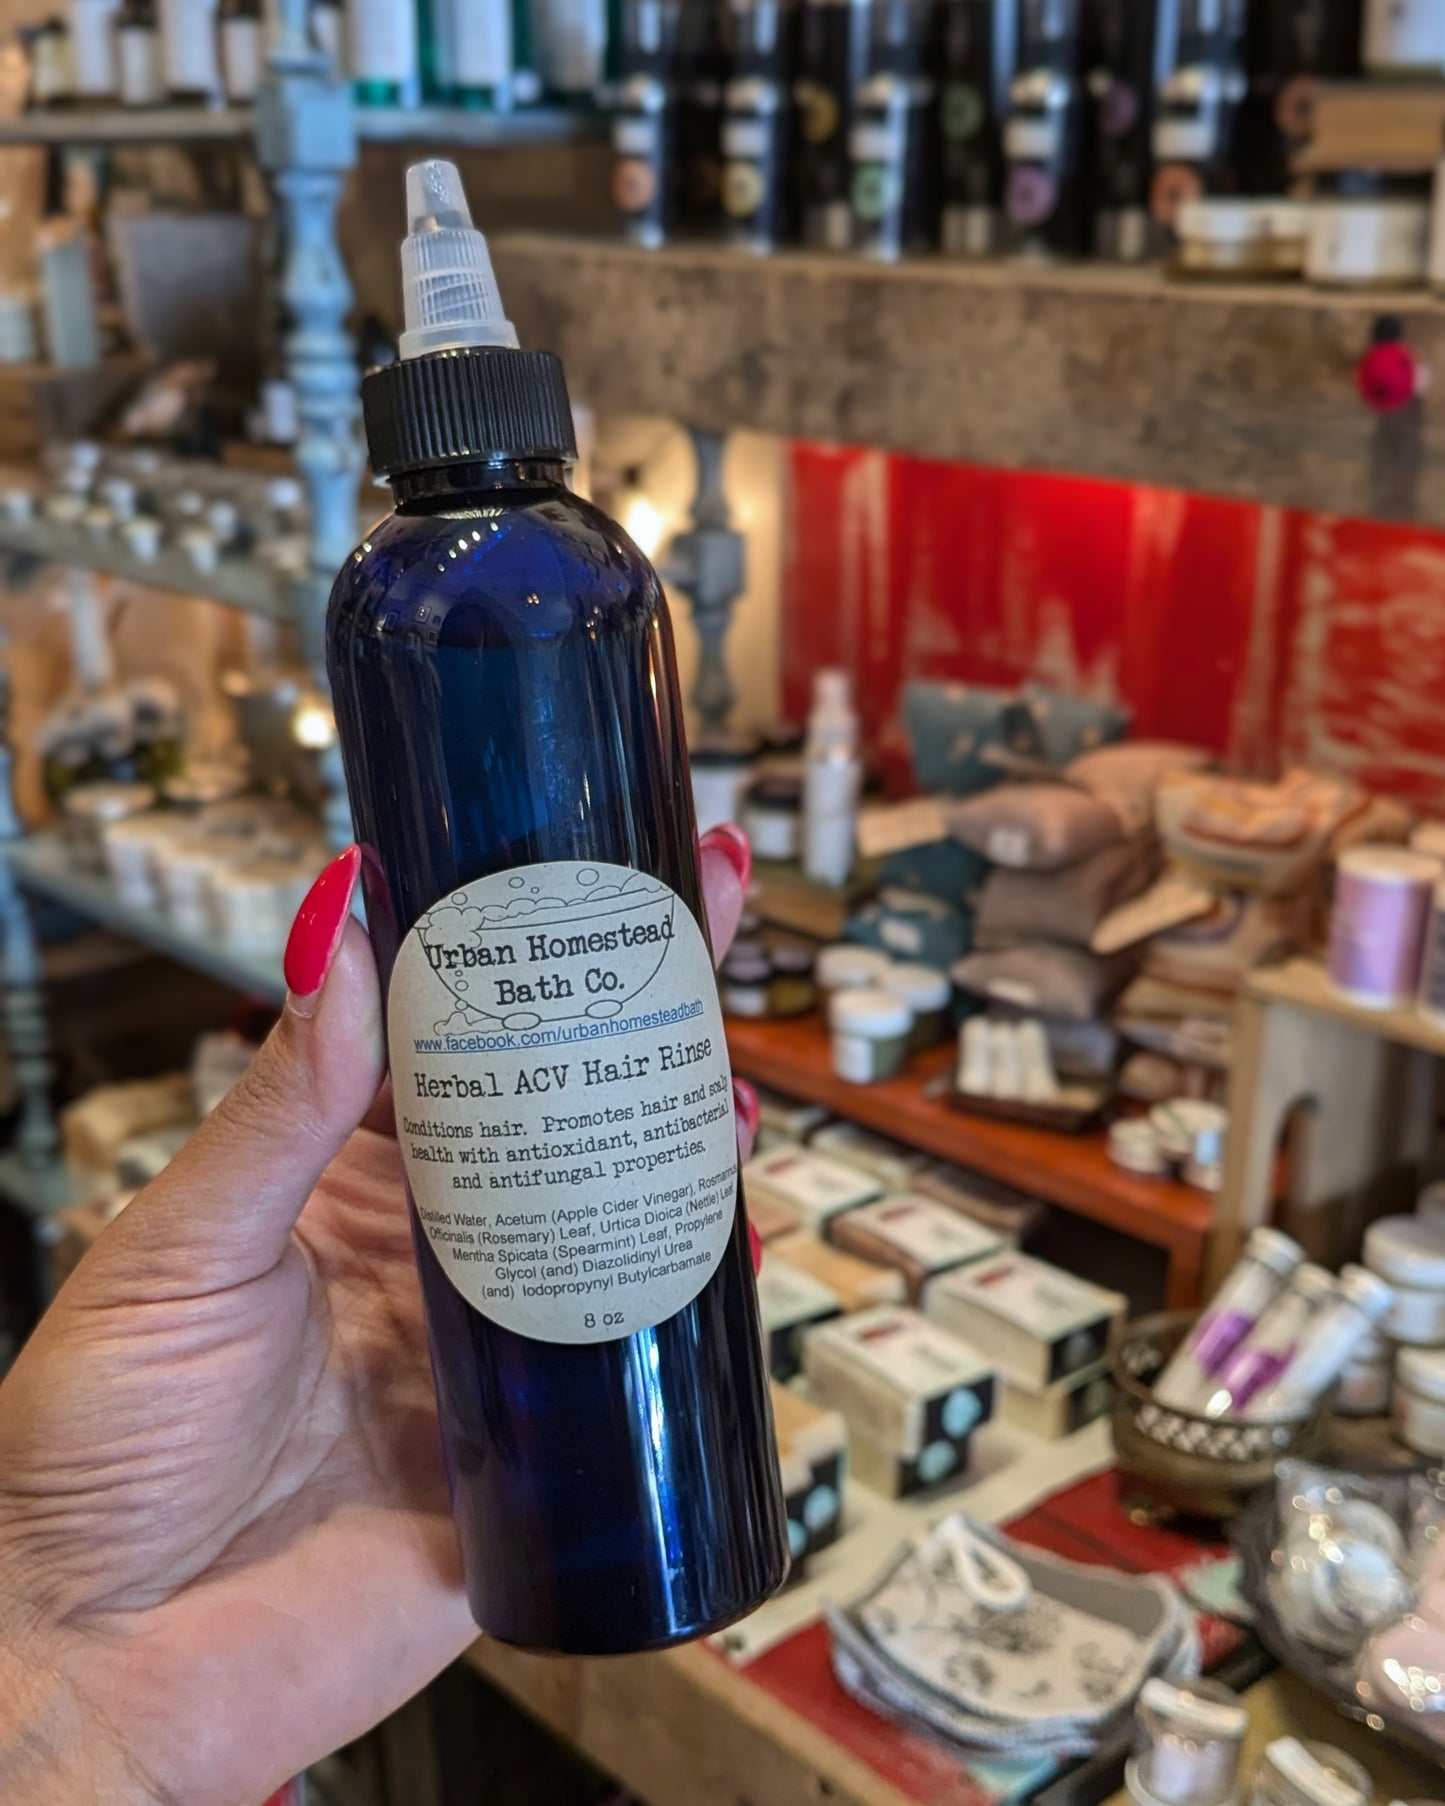 Urban Homestead
Bath Co.
www.facebook.com/urbanhomesteadbath
Herbal ACV Hair Rinse
Conditions hair. Promotes hair and scalp
health with antioxidant, antibacterial
and antifungal properties.
Distilled Water, Acetum (Apple Cider Vinegar), Rosmarinus
Officinalis (Rosemary) Leaf, Urtica Dioica (Nettle) Leaf
Mentha Spicata (Spearmint) Leaf, Propylene
Glycol (and) Diazolidinyl Urea
(and) Iodopropynyl Butylcarbamate
8 oz